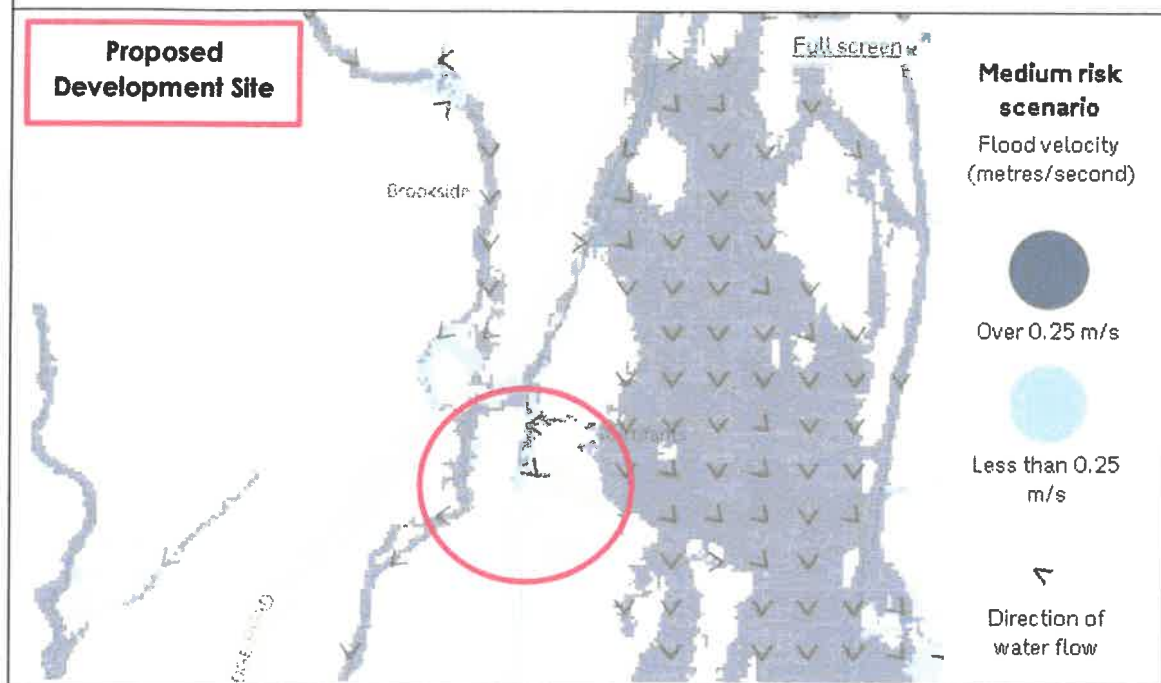 Proposed
Development Site
Full screen
Brookside
Medium risk
scenario
Flood velocity
(metres/second)
Over 0.25 m/s
Less than 0.25
m/s
Direction of
water flow